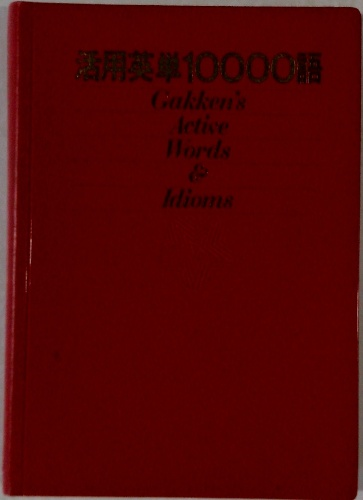 活用英単10000語
Gakken's
Active
Words
&
Idioms